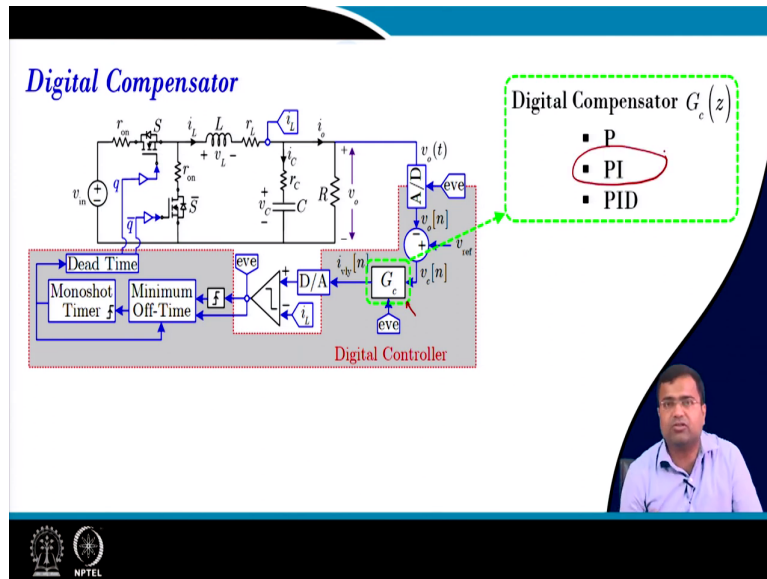 Digital Compensator
Digital Compensator G_c(z)
▪ P
▪ PI
▪ PID
r_on
S
i_L
L
r_L
i_L
i_o
+ v_L −
v_in
q
r_on
S̄
q̄
i_C
r_C
+
v_C
−
C
R
+
v_o
−
v_o(t)
A/D
eve
v_o[n]
−
+
v_ref
v_c[n]
i_vly[n]
G_c
eve
D/A
+
−
i_L
eve
Dead Time
Monoshot
Timer
Minimum
Off-Time
Digital Controller
NPTEL